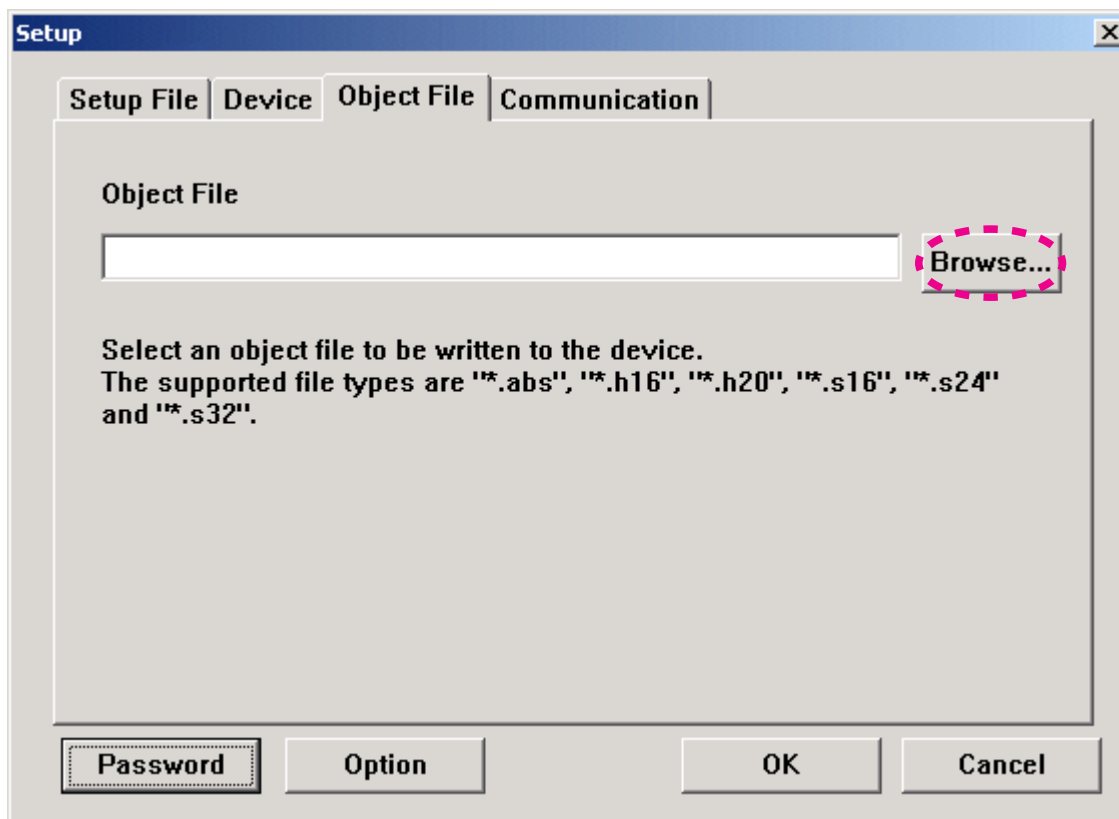 Setup
Setup File Device Object File Communication
Object File
Browse...
Select an object file to be written to the device.
The supported file types are "*.abs", "*.h16", "*.h20", "*.s16", "*.s24"
and "*.s32".
Password Option OK Cancel